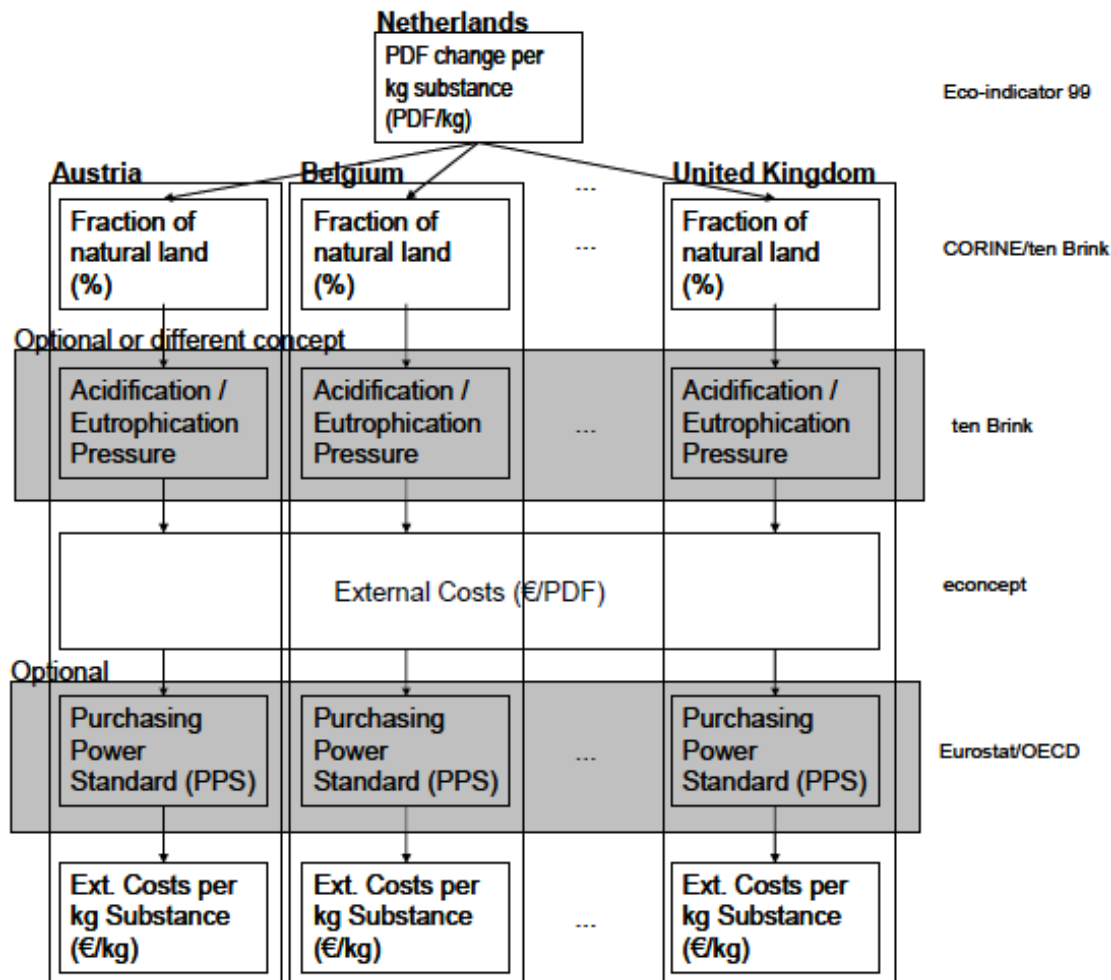 Netherlands
PDF change per
kg substance
(PDF/kg)
Eco-indicator 99
Austria
Belgium
...
United Kingdom
Fraction of
natural land
(%)
Fraction of
natural land
(%)
...
Fraction of
natural land
(%)
CORINE/ten Brink
Optional or different concept
Acidification /
Eutrophication
Pressure
Acidification /
Eutrophication
Pressure
...
Acidification /
Eutrophication
Pressure
ten Brink
External Costs (€/PDF)
econcept
Optional
Purchasing
Power
Standard (PPS)
Purchasing
Power
Standard (PPS)
...
Purchasing
Power
Standard (PPS)
Eurostat/OECD
Ext. Costs per
kg Substance
(€/kg)
Ext. Costs per
kg Substance
(€/kg)
...
Ext. Costs per
kg Substance
(€/kg)